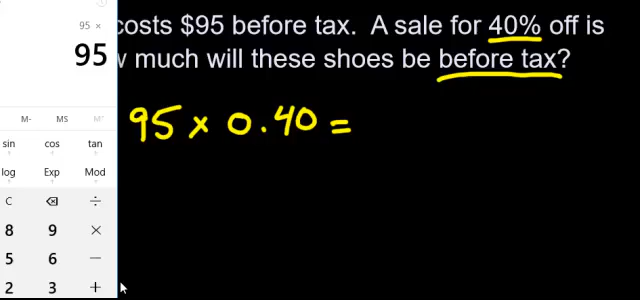 costs $95 before tax. A sale for 40% off is
much will these shoes be before tax?
95 × 0.40 =
95 ×
95
M- MS M˅
sin cos tan
log Exp Mod
C ⌫ ÷
8 9 ×
5 6 −
2 3 +